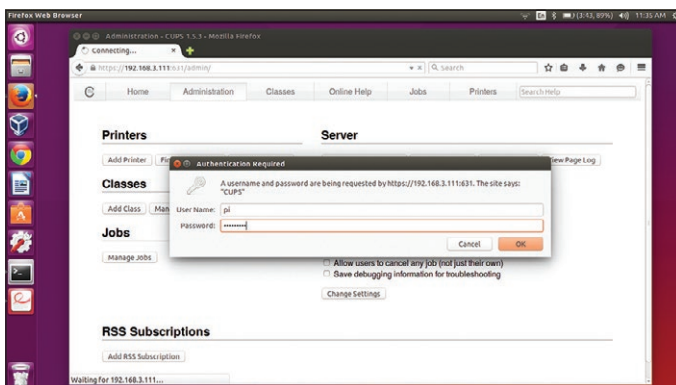 Firefox Web Browser
En (3:43, 89%) 11:35 AM
Administration - CUPS 1.5.3 - Mozilla Firefox
Connecting...
https://192.168.3.111:631/admin/
Search
Home Administration Classes Online Help Jobs Printers Search Help
Printers Server
Add Printer View Page Log
Authentication Required
A username and password are being requested by https://192.168.3.111:631. The site says:
"CUPS"
Classes
Add Class
User Name: pi
Password:
Jobs
Cancel OK
Manage Jobs
Allow users to cancel any job (not just their own)
Save debugging information for troubleshooting
Change Settings
RSS Subscriptions
Add RSS Subscription
Waiting for 192.168.3.111...